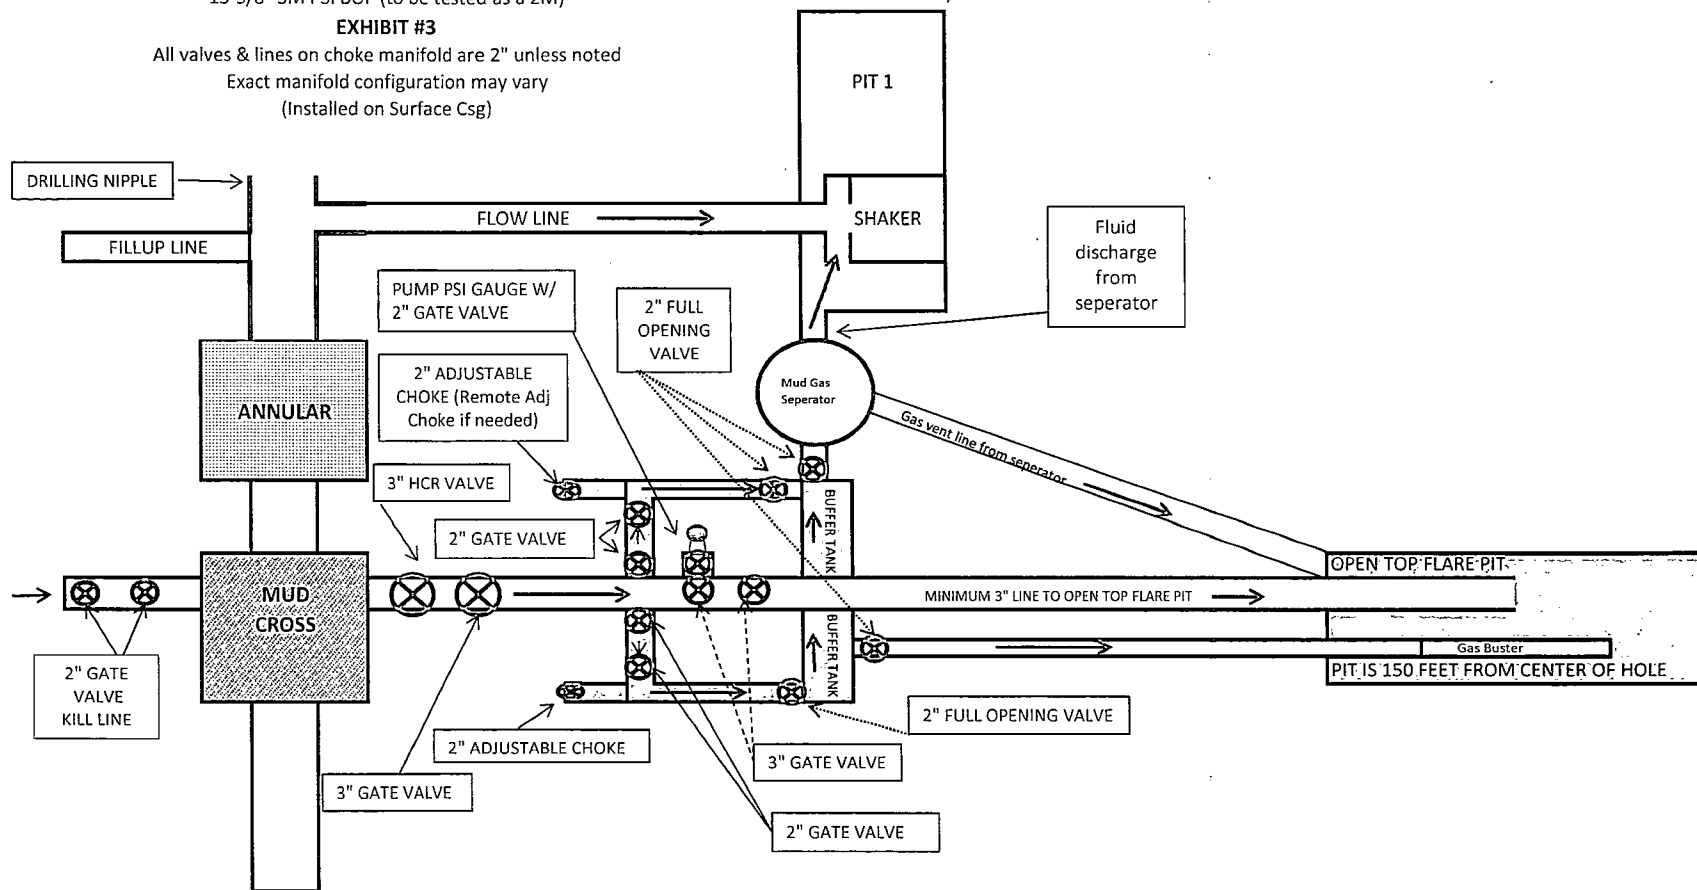 (to be tested as a 2M)
EXHIBIT #3
All valves & lines on choke manifold are 2" unless noted
Exact manifold configuration may vary
(Installed on Surface Csg)
PIT 1
DRILLING NIPPLE
FLOW LINE
SHAKER
FILLUP LINE
Fluid
discharge
from
seperator
PUMP PSI GAUGE W/
2" GATE VALVE
2" FULL
OPENING
VALVE
2" ADJUSTABLE
CHOKE (Remote Adj
Choke if needed)
Mud Gas
Seperator
ANNULAR
Gas vent line from seperator
3" HCR VALVE
2" GATE VALVE
BUFFER TANK
OPEN TOP FLARE PIT
MUD
CROSS
MINIMUM 3" LINE TO OPEN TOP FLARE PIT
BUFFER TANK
Gas Buster
PIT IS 150 FEET FROM CENTER OF HOLE
2" GATE
VALVE
KILL LINE
2" FULL OPENING VALVE
2" ADJUSTABLE CHOKE
3" GATE VALVE
3" GATE VALVE
2" GATE VALVE